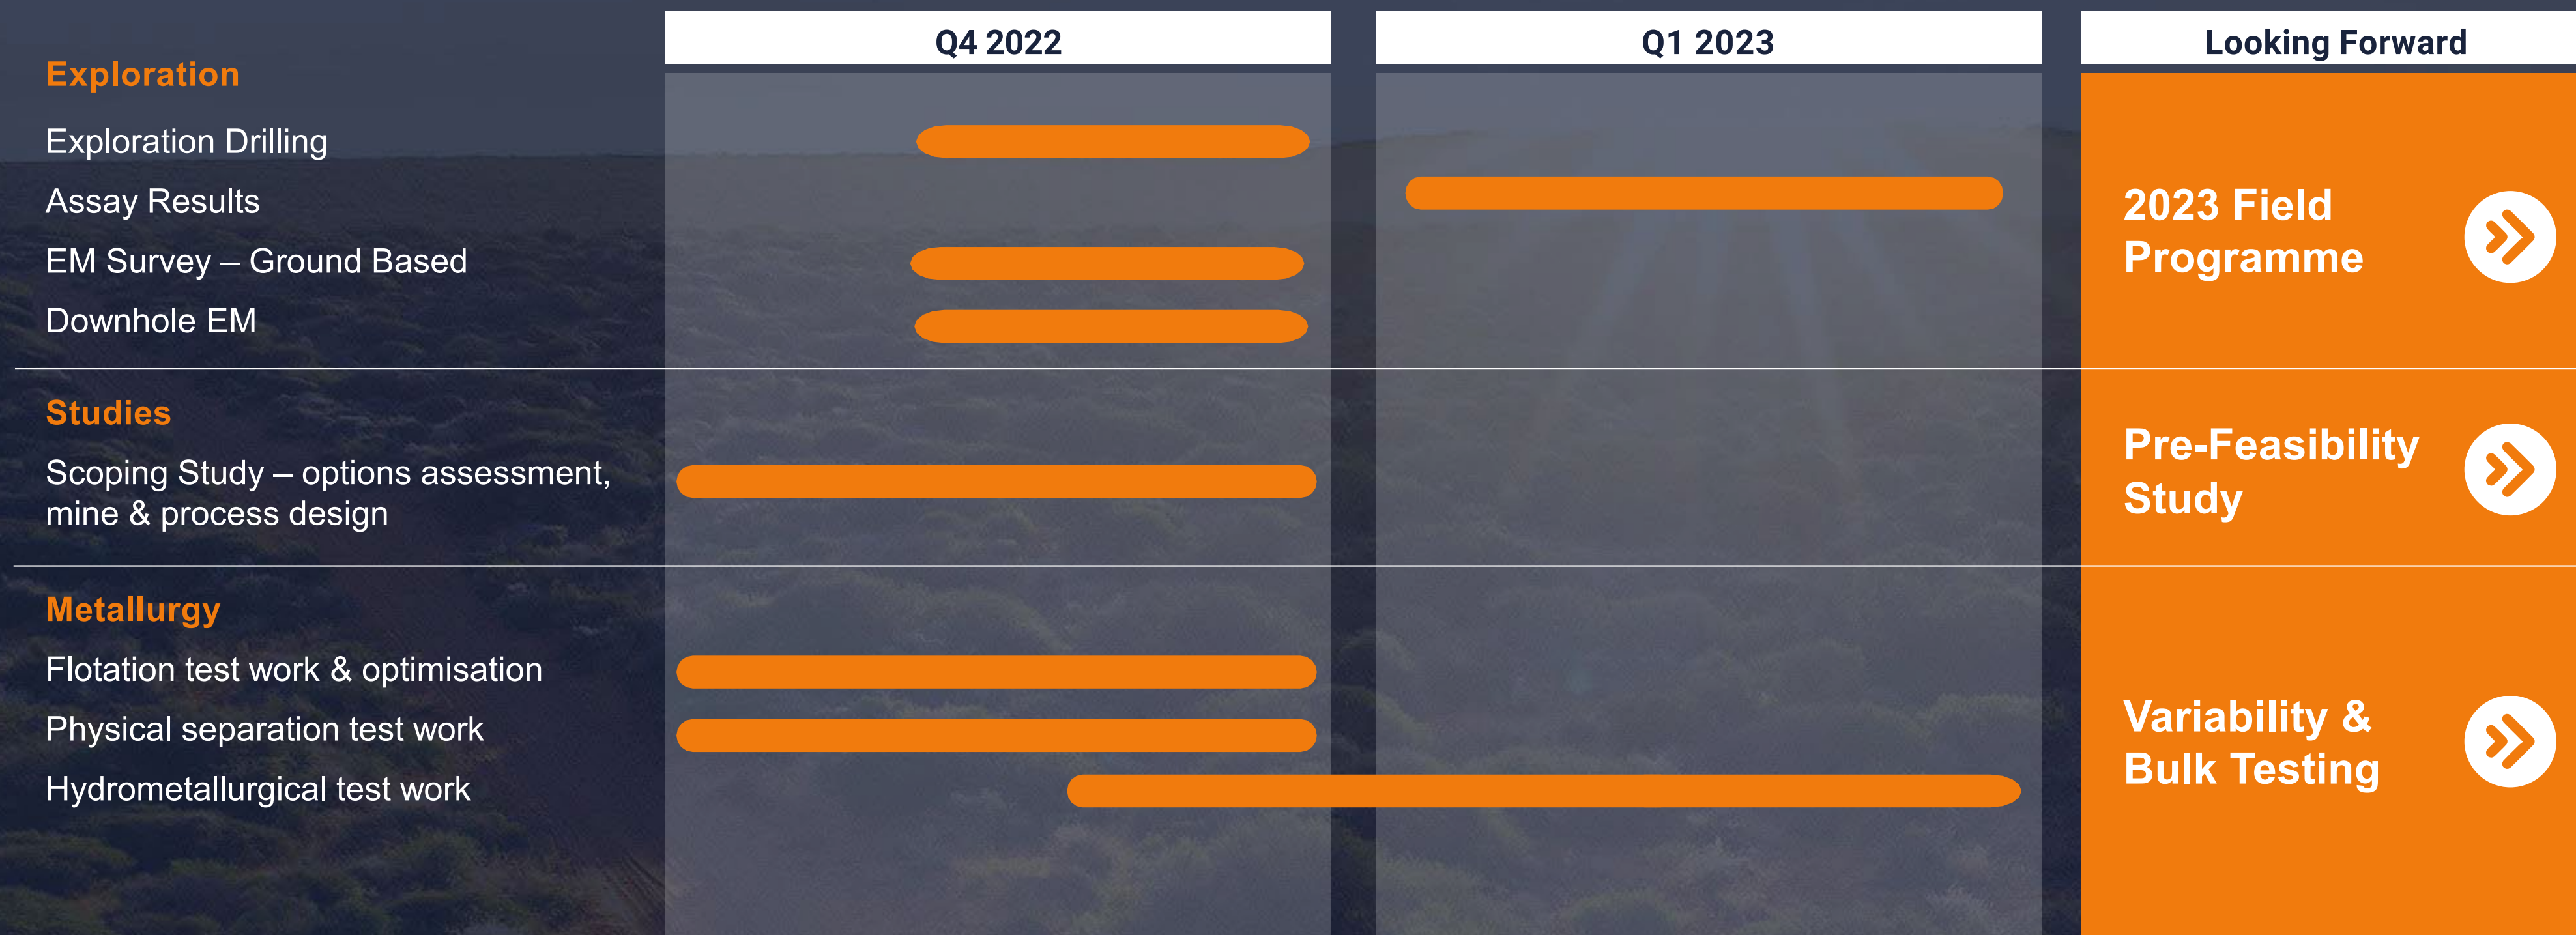 Q4 2022
Q1 2023
Looking Forward
Exploration
Exploration Drilling
Assay Results
EM Survey – Ground Based
Downhole EM
2023 Field
Programme
Studies
Scoping Study – options assessment,
mine & process design
Pre-Feasibility
Study
Metallurgy
Flotation test work & optimisation
Physical separation test work
Hydrometallurgical test work
Variability &
Bulk Testing